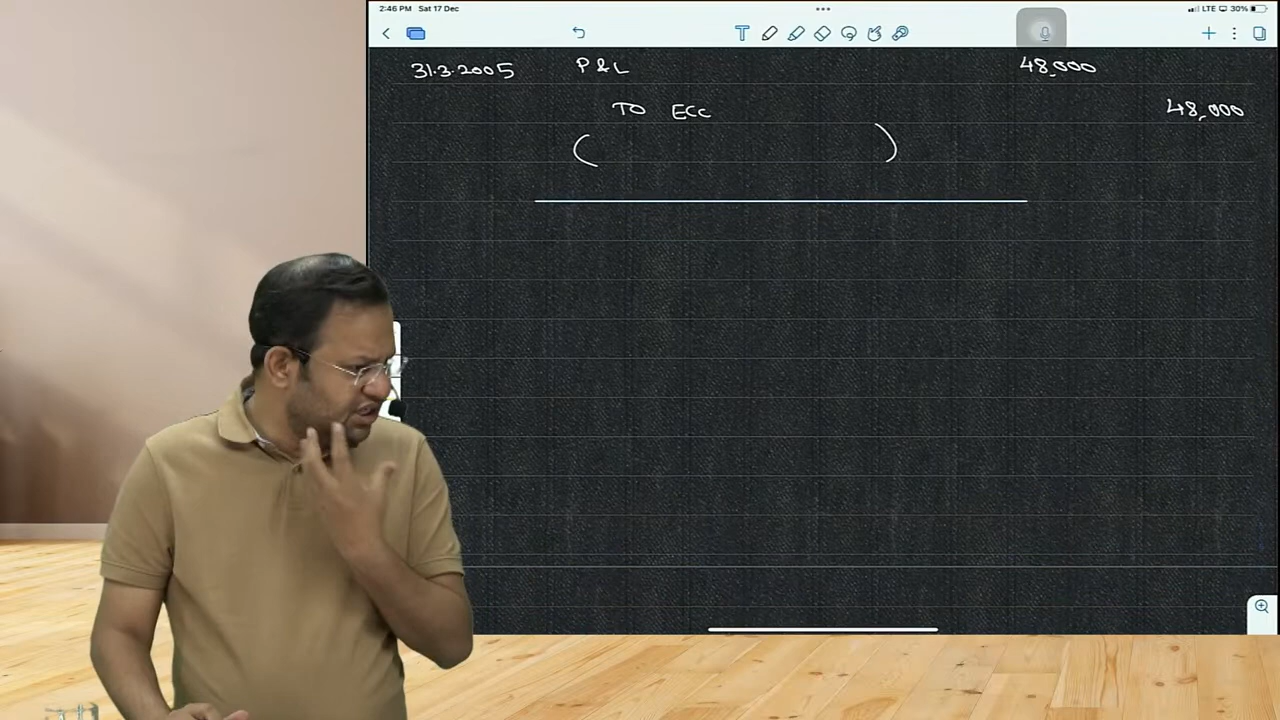 2:46 PM Sat 17 Dec
LTE 30%
T
31.3.2005 P & L 48,000
TO ECC 48,000
( )